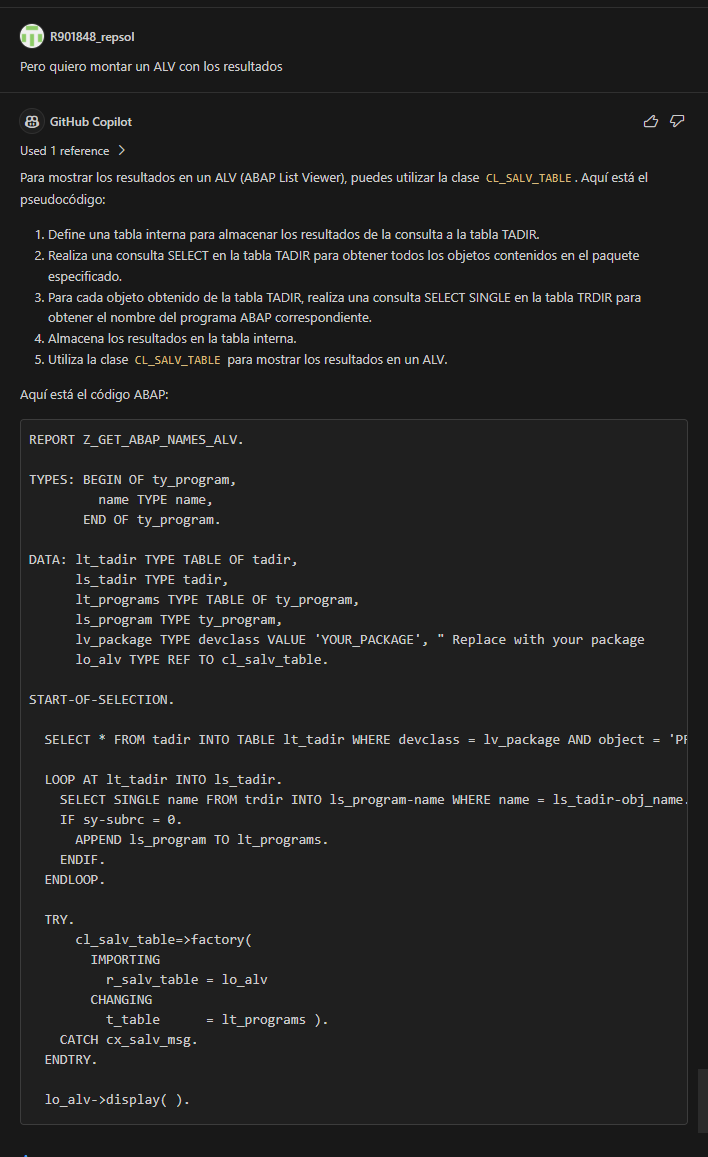 R901848_repsol
Pero quiero montar un ALV con los resultados
GitHub Copilot
Used 1 reference
Para mostrar los resultados en un ALV (ABAP List Viewer), puedes utilizar la clase CL_SALV_TABLE. Aquí está el
pseudocódigo:
1. Define una tabla interna para almacenar los resultados de la consulta a la tabla TADIR.
2. Realiza una consulta SELECT en la tabla TADIR para obtener todos los objetos contenidos en el paquete
especificado.
3. Para cada objeto obtenido de la tabla TADIR, realiza una consulta SELECT SINGLE en la tabla TRDIR para
obtener el nombre del programa ABAP correspondiente.
4. Almacena los resultados en la tabla interna.
5. Utiliza la clase CL_SALV_TABLE para mostrar los resultados en un ALV.
Aquí está el código ABAP:
REPORT Z_GET_ABAP_NAMES_ALV.
TYPES: BEGIN OF ty_program,
name TYPE name,
END OF ty_program.
DATA: lt_tadir TYPE TABLE OF tadir,
ls_tadir TYPE tadir,
lt_programs TYPE TABLE OF ty_program,
ls_program TYPE ty_program,
lv_package TYPE devclass VALUE 'YOUR_PACKAGE', " Replace with your package
lo_alv TYPE REF TO cl_salv_table.
START-OF-SELECTION.
SELECT * FROM tadir INTO TABLE lt_tadir WHERE devclass = lv_package AND object = 
LOOP AT lt_tadir INTO ls_tadir.
SELECT SINGLE name FROM trdir INTO ls_program-name WHERE name = ls_tadir-obj_name.
IF sy-subrc = 0.
APPEND ls_program TO lt_programs.
ENDIF.
ENDLOOP.
TRY.
cl_salv_table=>factory(
IMPORTING
r_salv_table = lo_alv
CHANGING
t_table      = lt_programs ).
CATCH cx_salv_msg.
ENDTRY.
lo_alv->display( ).